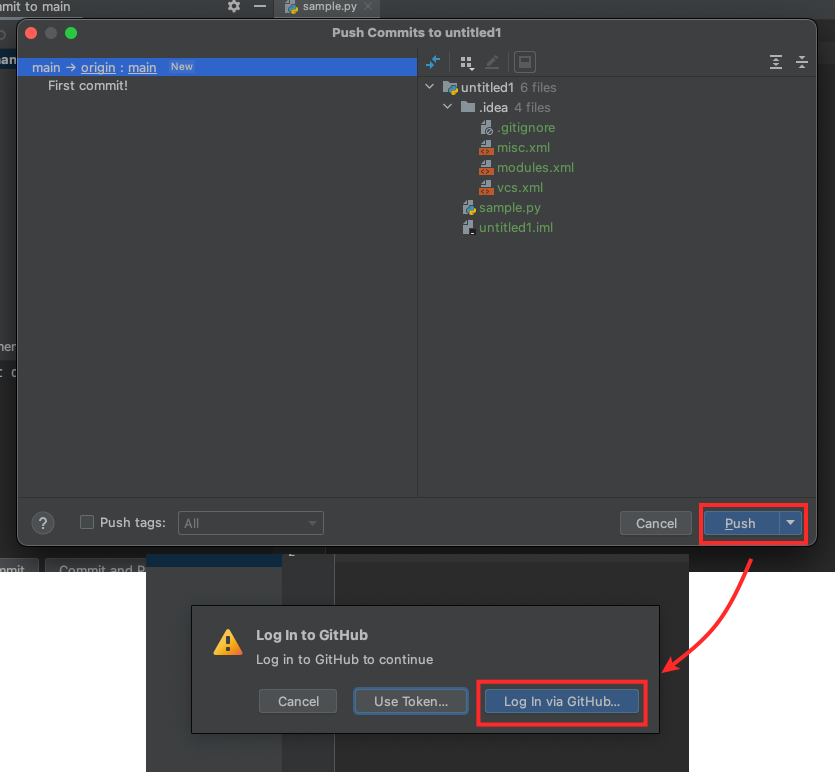 mmit to main
sample.py
Push Commits to untitled1
main → origin : main New
First commit!
untitled1 6 files
.idea 4 files
.gitignore
misc.xml
modules.xml
vcs.xml
sample.py
untitled1.iml
? Push tags: All
Cancel
Push
mmit
Commit and P
Log In to GitHub
Log in to GitHub to continue
Cancel
Use Token...
Log In via GitHub...